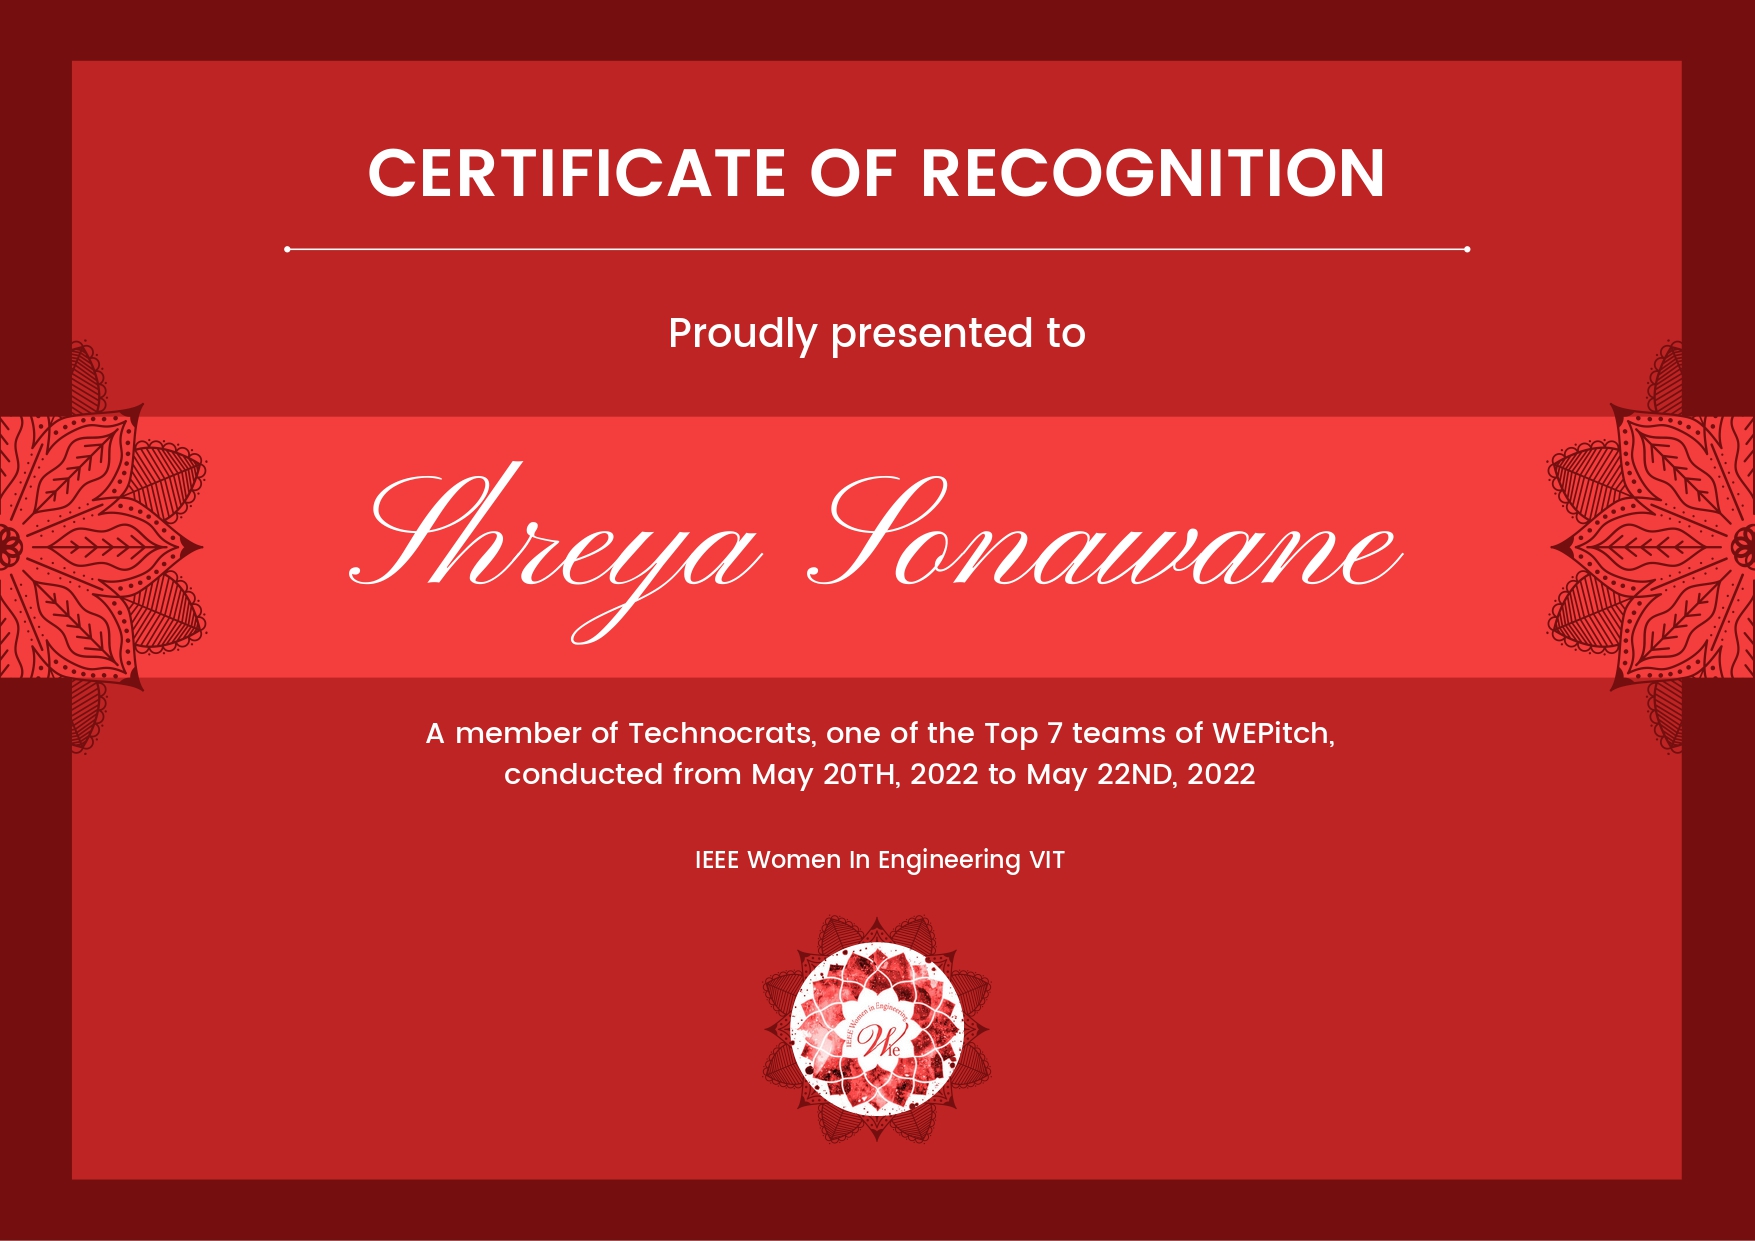 CERTIFICATE OF RECOGNITION
Proudly presented to
Shreya Sonawane
A member of Technocrats, one of the Top 7 teams of WEPitch,
conducted from May 20TH, 2022 to May 22ND, 2022
IEEE Women In Engineering VIT
IEEE Women in Engineering
Wie